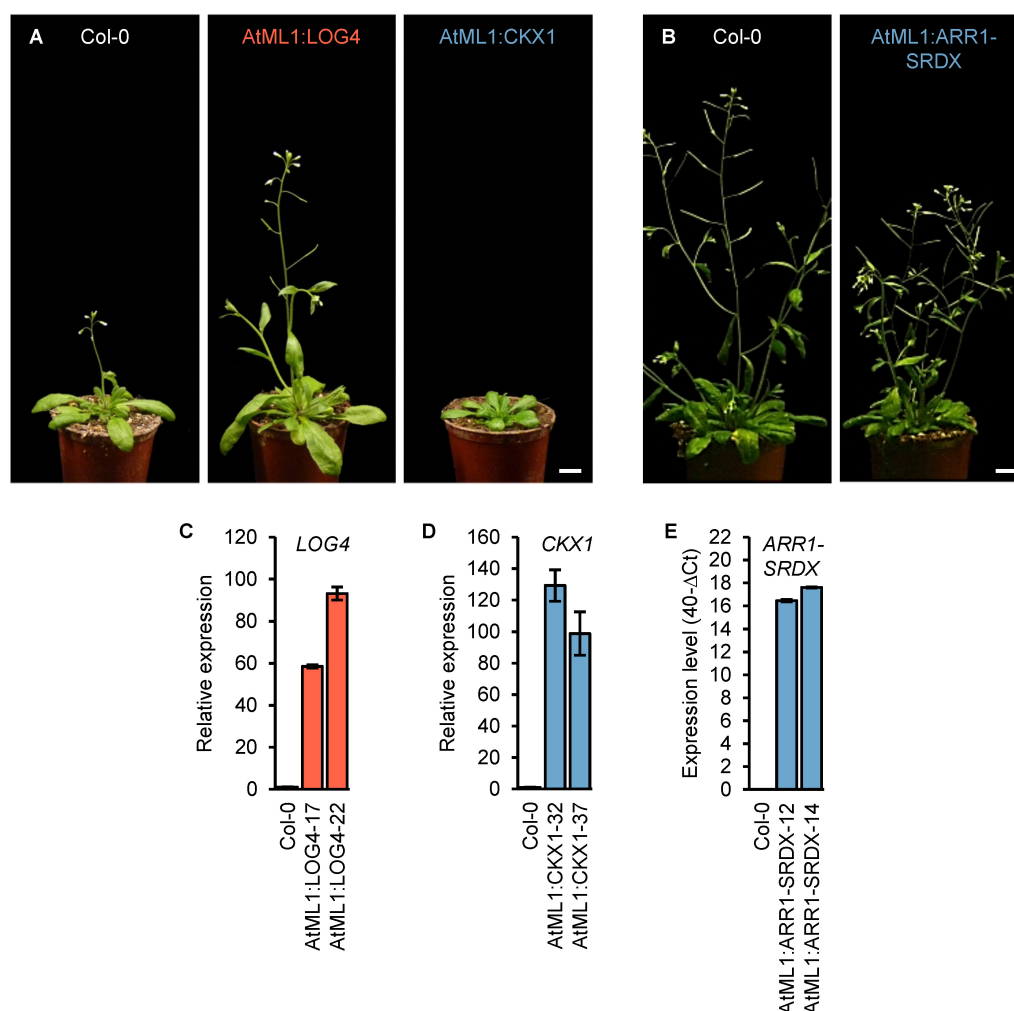 A Col-0
AtML1:LOG4
AtML1:CKX1
B Col-0
AtML1:ARR1-
SRDX
C
LOG4
Relative expression
120
100
80
60
40
20
0
Col-0
AtML1:LOG4-17
AtML1:LOG4-22
D
CKX1
Relative expression
160
140
120
100
80
60
40
20
0
Col-0
AtML1:CKX1-32
AtML1:CKX1-37
E
ARR1-
SRDX
Expression level (40-ΔCt)
22
20
18
16
14
12
10
8
6
4
2
0
Col-0
AtML1:ARR1-SRDX-12
AtML1:ARR1-SRDX-14